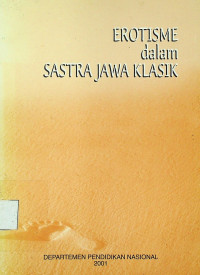 EROTISME
dalam
SASTRA JAWA KLASIK
DEPARTEMEN PENDIDIKAN NASIONAL
2001